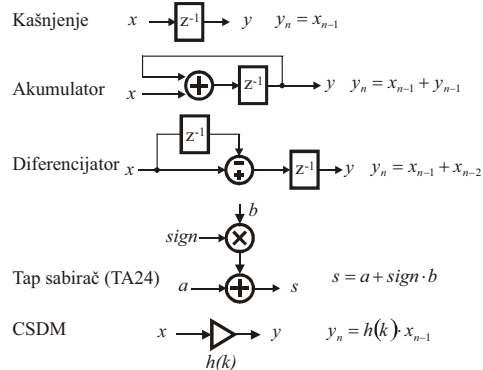 Kašnjenje x z⁻¹ y yₙ = xₙ₋₁
Akumulator x + z⁻¹ y yₙ = xₙ₋₁ + yₙ₋₁
z⁻¹
Diferencijator x - + z⁻¹ y yₙ = xₙ₋₁ + xₙ₋₂
b
sign ×
Tap sabirač (TA24) a + s s = a + sign · b
CSDM x y yₙ = h(k) · xₙ₋₁
h(k)